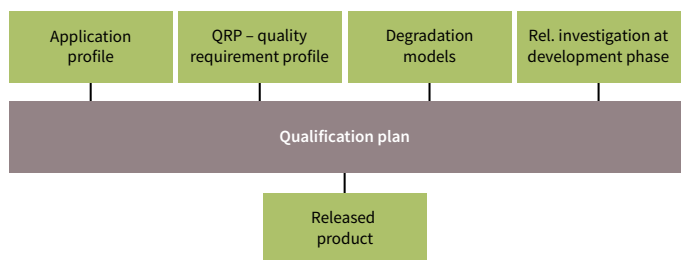 Application
profile
QRP – quality
requirement profile
Degradation
models
Rel. investigation at
development phase
Qualification plan
Released
product